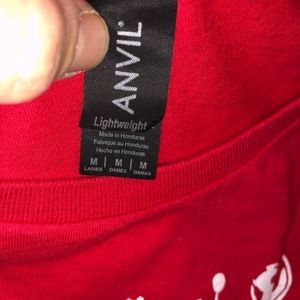 ANVIL®
Lightweight
Made in Honduras
Fabriqué au Honduras
Hecho en Honduras
M | M | M
LADIES | DAMES | DAMAS